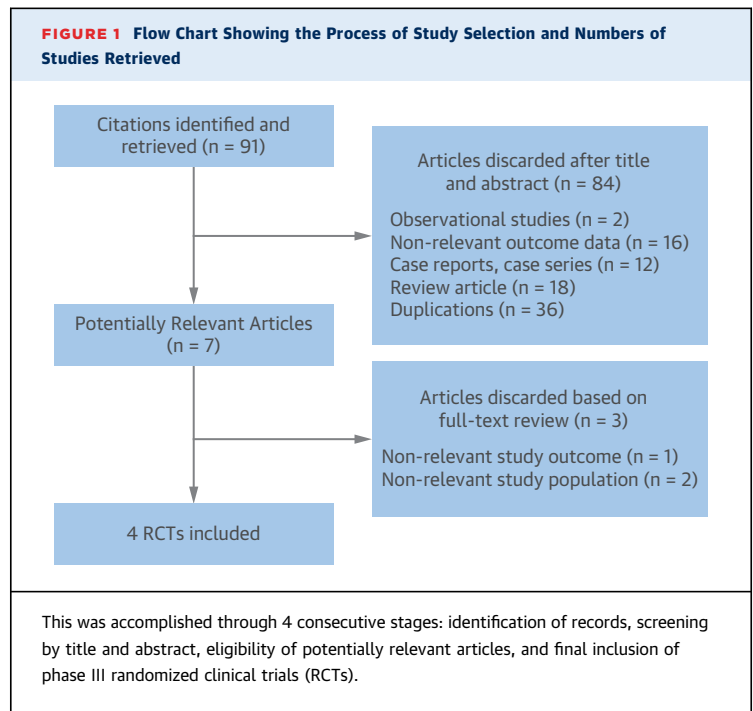 FIGURE 1 Flow Chart Showing the Process of Study Selection and Numbers of
Studies Retrieved
Citations identified and
retrieved (n = 91)
Articles discarded after title
and abstract (n = 84)
Observational studies (n = 2)
Non-relevant outcome data (n = 16)
Case reports, case series (n = 12)
Review article (n = 18)
Duplications (n = 36)
Potentially Relevant Articles
(n = 7)
Articles discarded based on
full-text review (n = 3)
Non-relevant study outcome (n = 1)
Non-relevant study population (n = 2)
4 RCTs included
This was accomplished through 4 consecutive stages: identification of records, screening
by title and abstract, eligibility of potentially relevant articles, and final inclusion of
phase III randomized clinical trials (RCTs).